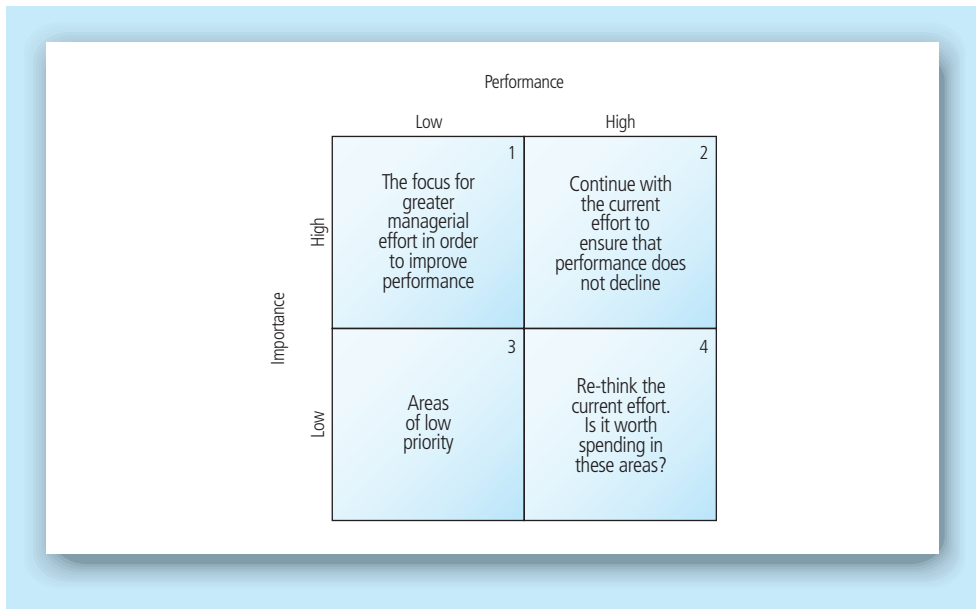 Performance
Low
High
Importance
High
1
The focus for
greater
managerial
effort in order
to improve
performance
2
Continue with
the current
effort to
ensure that
performance does
not decline
Low
3
Areas
of low
priority
4
Re-think the
current effort.
Is it worth
spending in
these areas?